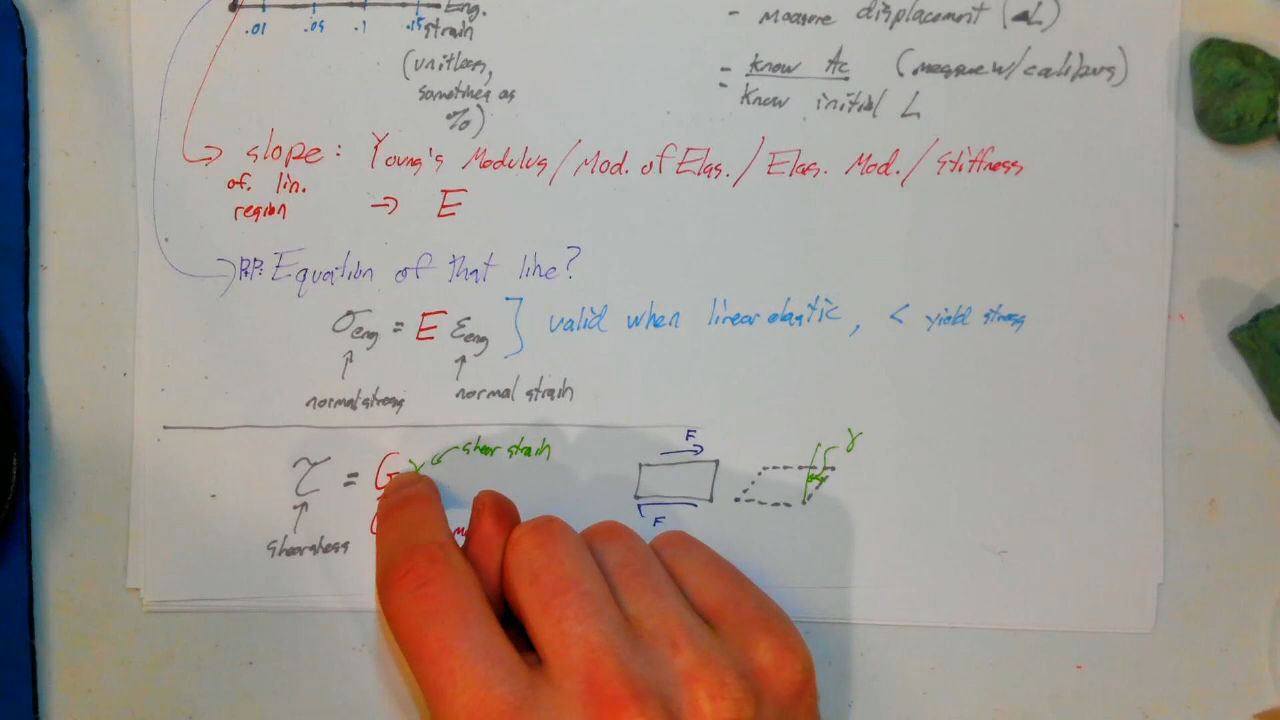 Eng.
strain
.01 .05 .1 .15
(unitless,
sometimes as
%)
- measure displacement (ΔL)
- know Ac (measure w/ calipers)
- know initial L
slope: Young's Modulus/Mod. of Elas./Elas. Mod./Stiffness
of lin.
region → E
P.P: Equation of that line?
σeng = E εeng ] valid when linear elastic, < yield stress
normal stress normal strain
τ = G γ shear strain
shear stress
F
F
γ